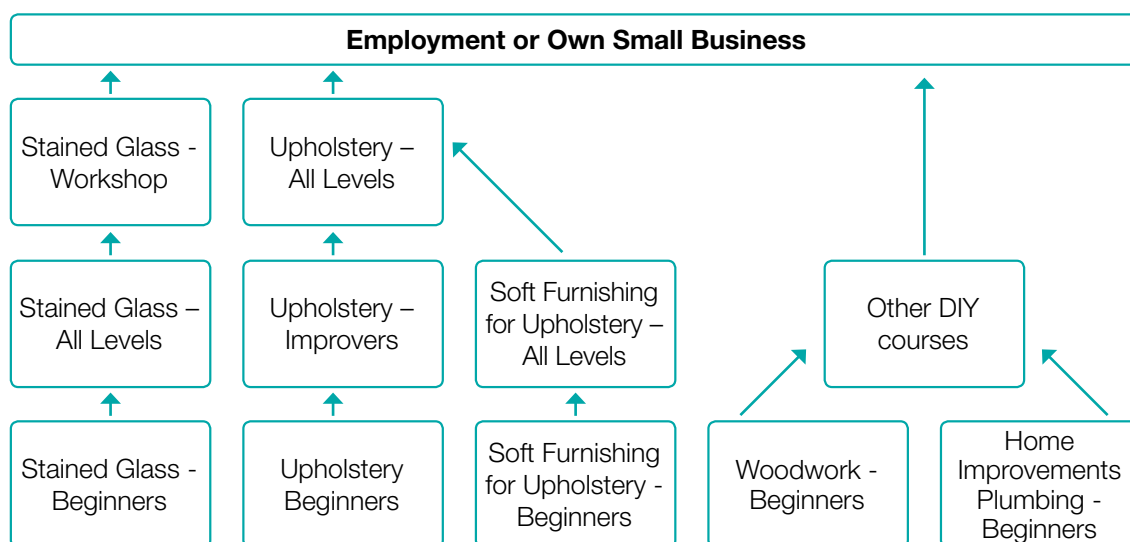 Employment or Own Small Business
Stained Glass -
Workshop
Upholstery –
All Levels
Stained Glass –
All Levels
Upholstery –
Improvers
Soft Furnishing
for Upholstery –
All Levels
Other DIY
courses
Stained Glass -
Beginners
Upholstery
Beginners
Soft Furnishing
for Upholstery -
Beginners
Woodwork -
Beginners
Home
Improvements
Plumbing -
Beginners